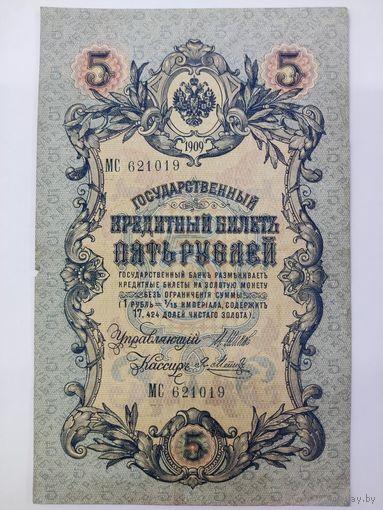 5 5
1909
МС 621019
ГОСУДАРСТВЕННЫЙ
КРЕДИТНЫЙ БИЛЕТЪ
ПЯТЬ РУБЛЕЙ
ГОСУДАРСТВЕННЫЙ БАНКЪ РАЗМѢНИВАЕТЪ
КРЕДИТНЫЕ БИЛЕТЫ НА ЗОЛОТУЮ МОНЕТУ
БЕЗЪ ОГРАНИЧЕНІЯ СУММЫ
(1 РУБЛЬ = 1/15 ИМПЕРІАЛА, СОДЕРЖИТЪ
17,424 ДОЛЕЙ ЧИСТАГО ЗОЛОТА).
Управляющій
Кассиръ
МС 621019
5